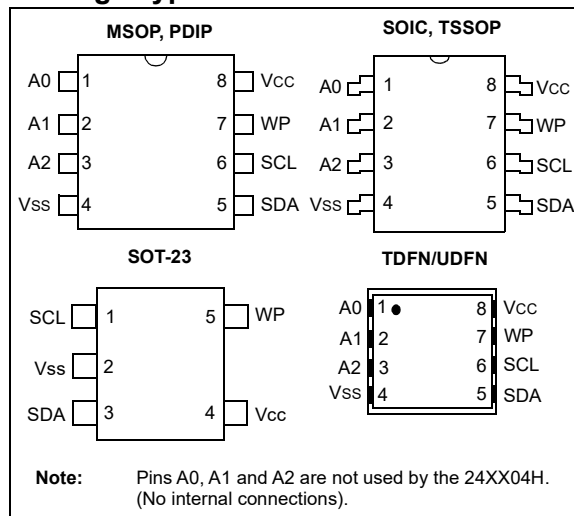 MSOP, PDIP
A0 1 8 VCC
A1 2 7 WP
A2 3 6 SCL
VSS 4 5 SDA
SOIC, TSSOP
A0 1 8 VCC
A1 2 7 WP
A2 3 6 SCL
VSS 4 5 SDA
SOT-23
SCL 1 5 WP
Vss 2
SDA 3 4 Vcc
TDFN/UDFN
A0 1 8 VCC
A1 2 7 WP
A2 3 6 SCL
VSS 4 5 SDA
Note: Pins A0, A1 and A2 are not used by the 24XX04H.
(No internal connections).